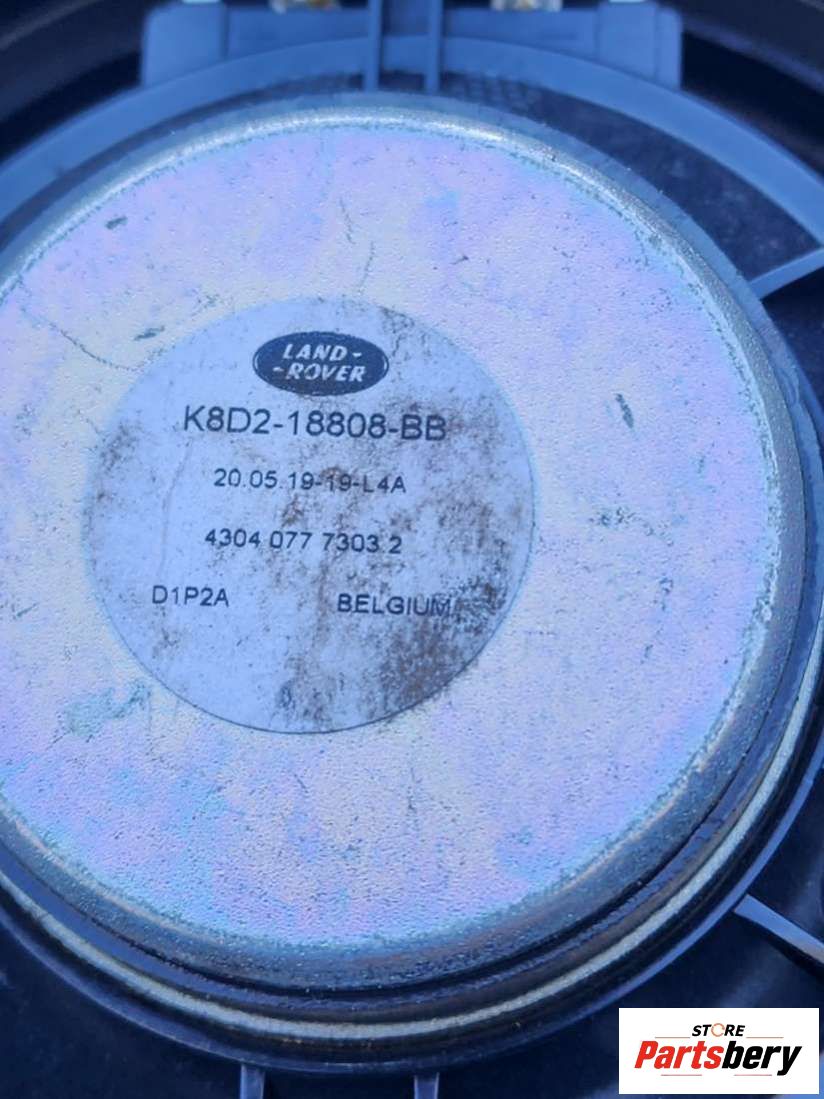 LAND-
-ROVER
K8D2-18808-BB
20.05.19-19-L4A
4304 077 7303 2
D1P2A BELGIUM
STORE
Partsbery